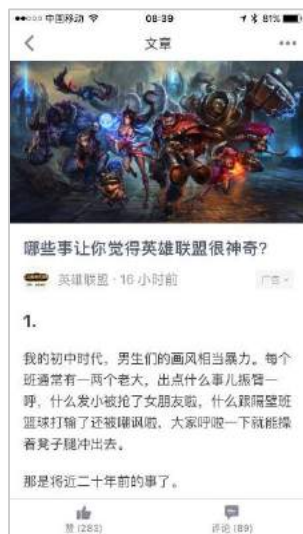 中国移动 08:39 81%
文章
哪些事让你觉得英雄联盟很神奇?
英雄联盟 · 16 小时前 广告
1.
我的初中时代,男生们的画风相当暴力。每个
班通常有一两个老大,出点什么事儿振臂一
呼,什么发小被抢了女朋友啦,什么跟隔壁班
篮球打输了还被嘲讽啦,大家呼啦一下就能操
着凳子腿冲出去。
那是将近二十年前的事了。
赞 (283) 评论 (89)